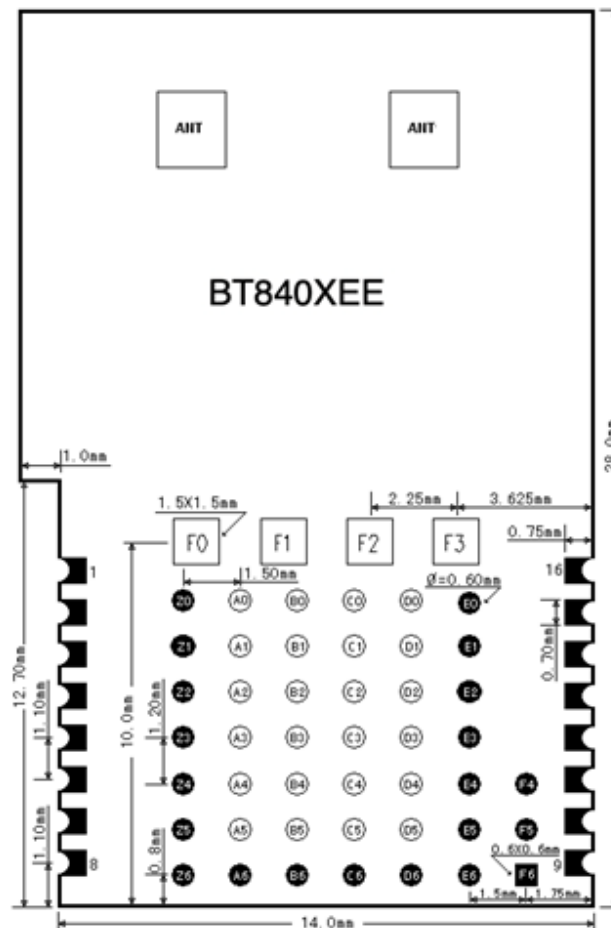 ANT ANT
BT840XEE
1.0mm
28.0mm
1.5X1.5mm
2.25mm
3.625mm
F0 F1 F2 F3
0.75mm
1 16
1.50mm
Ø=0.60mm
Z0 A0 B0 C0 D0 E0
Z1 A1 B1 C1 D1 E1
0.70mm
12.70mm
Z2 A2 B2 C2 D2 E2
1.10mm
10.0mm
1.20mm
Z3 A3 B3 C3 D3 E3
Z4 A4 B4 C4 D4 E4 F4
1.10mm
Z5 A5 B5 C5 D5 E5 F5
0.8mm
0.6X0.6mm
8 9
Z6 A6 B6 C6 D6 E6 F6
1.5mm
1.75mm
14.0mm